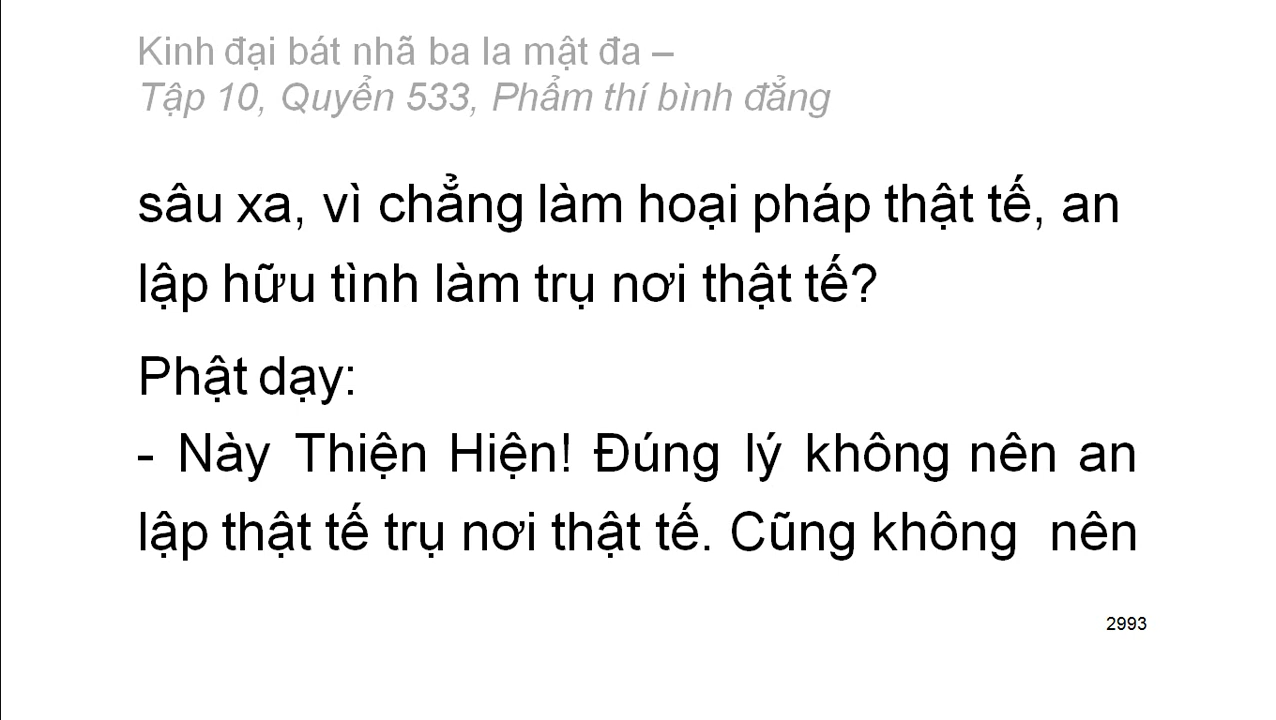 Kinh đại bát nhã ba la mật đa –
Tập 10, Quyển 533, Phẩm thí bình đẳng
sâu xa, vì chẳng làm hoại pháp thật tế, an
lập hữu tình làm trụ nơi thật tế?
Phật dạy:
- Này Thiện Hiện! Đúng lý không nên an
lập thật tế trụ nơi thật tế. Cũng không nên
2993